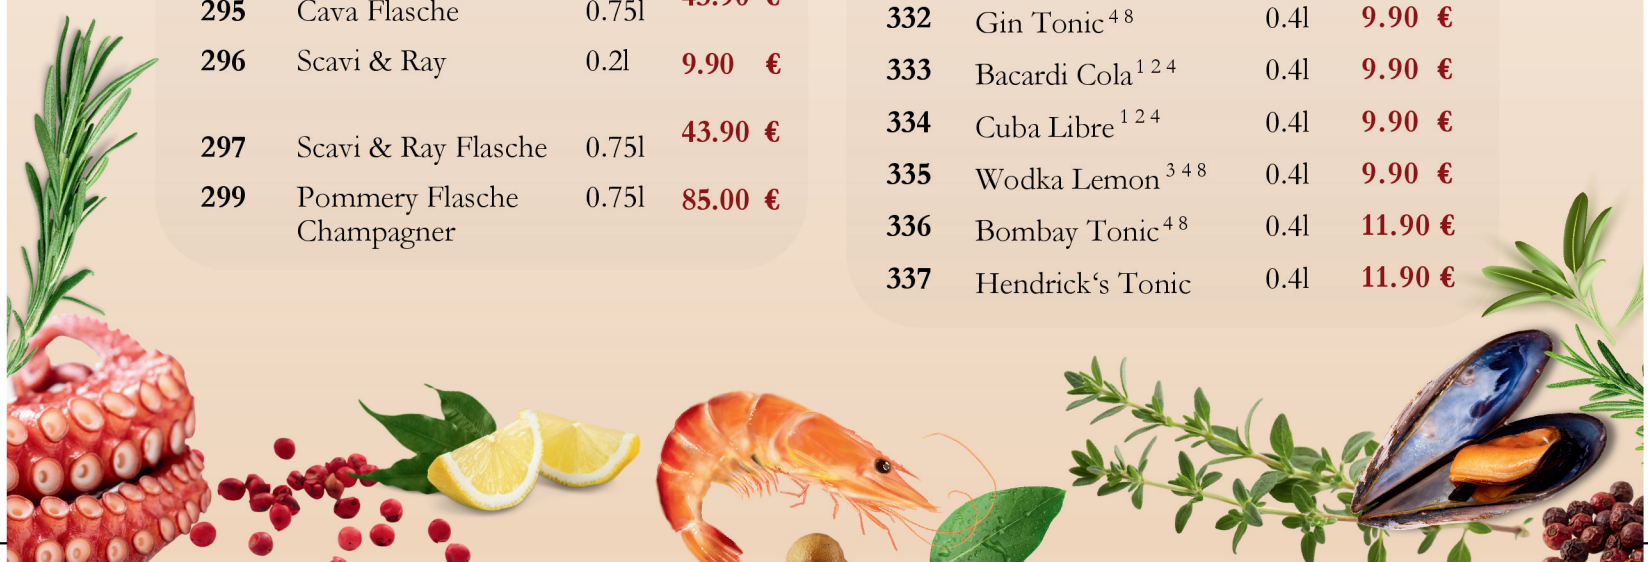 295 Cava Flasche 0.75l 43.90 €
296 Scavi & Ray 0.2l 9.90 €
297 Scavi & Ray Flasche 0.75l 43.90 €
299 Pommery Flasche 0.75l 85.00 €
Champagner
332 Gin Tonic 4 8 0.4l 9.90 €
333 Bacardi Cola 1 2 4 0.4l 9.90 €
334 Cuba Libre 1 2 4 0.4l 9.90 €
335 Wodka Lemon 3 4 8 0.4l 9.90 €
336 Bombay Tonic 4 8 0.4l 11.90 €
337 Hendrick‘s Tonic 0.4l 11.90 €